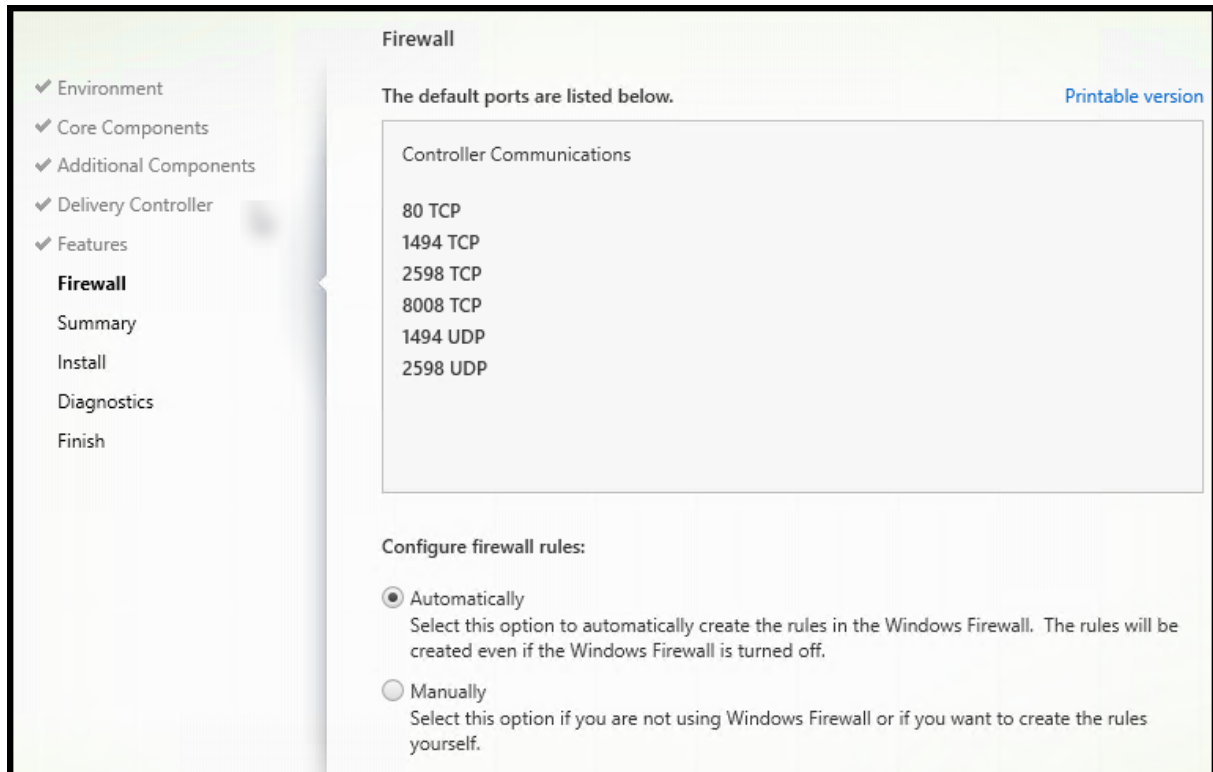 Firewall
Environment
Core Components
Additional Components
Delivery Controller
Features
Firewall
Summary
Install
Diagnostics
Finish
The default ports are listed below.
Printable version
Controller Communications
80 TCP
1494 TCP
2598 TCP
8008 TCP
1494 UDP
2598 UDP
Configure firewall rules:
Automatically
Select this option to automatically create the rules in the Windows Firewall. The rules will be
created even if the Windows Firewall is turned off.
Manually
Select this option if you are not using Windows Firewall or if you want to create the rules
yourself.